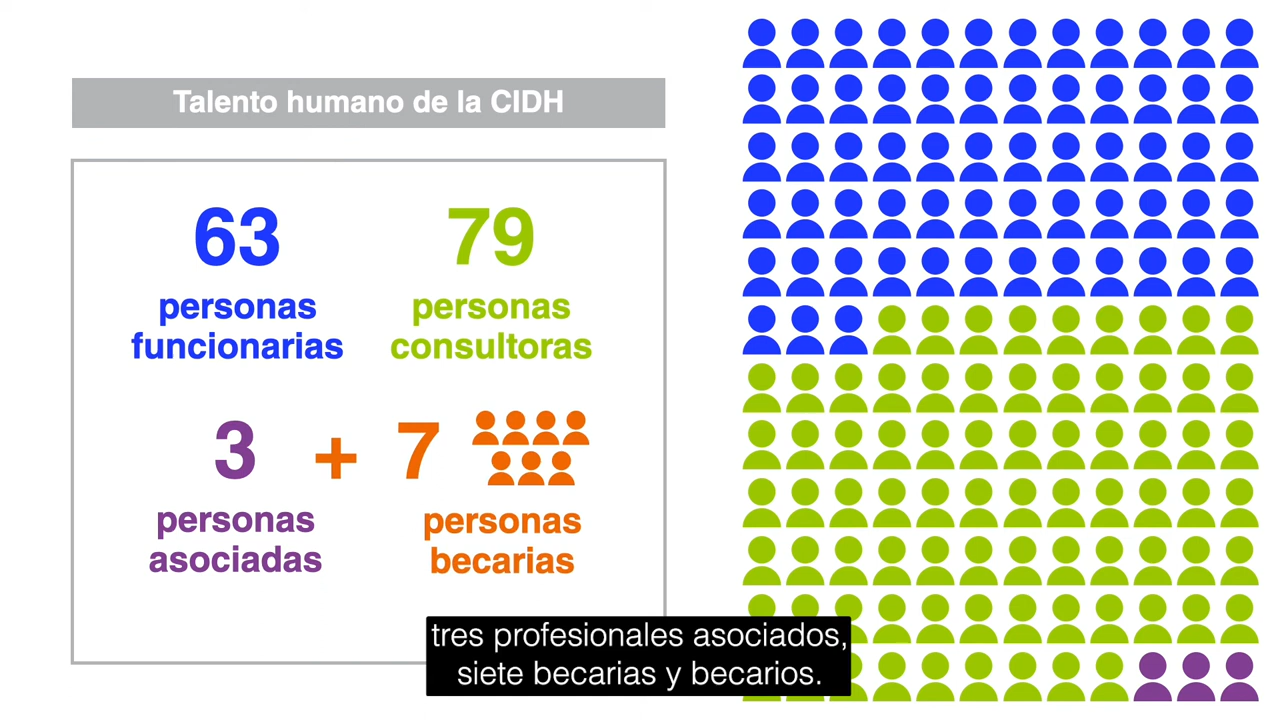 Talento humano de la CIDH
63
personas
funcionarias
79
personas
consultoras
3
personas
asociadas
+
7
personas
becarias
tres profesionales asociados,
siete becarias y becarios.